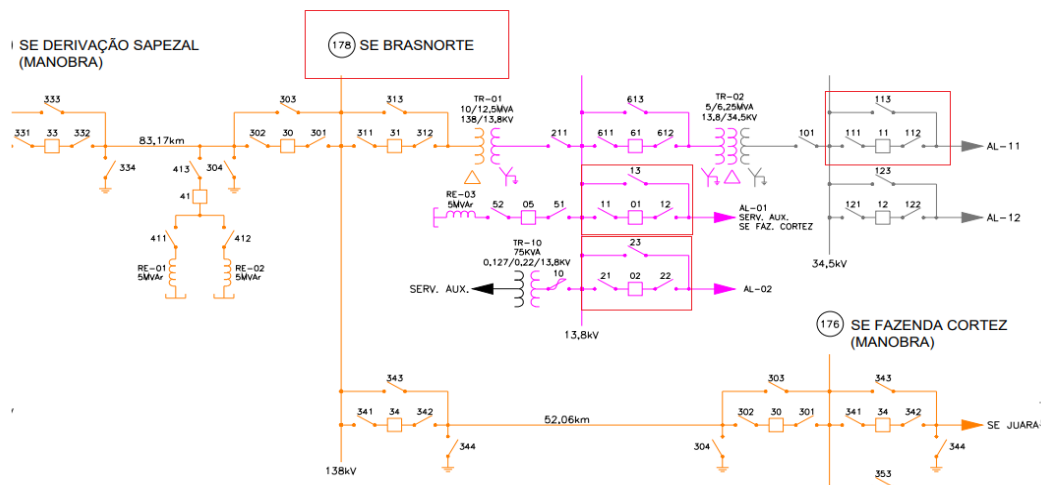 ) SE DERIVAÇÃO SAPEZAL
(MANOBRA)
178 SE BRASNORTE
333
331 33 332
83,17km
334
413
304
41
411
412
RE-01
5MVAr
RE-02
5MVAr
303
302 30 301
313
311 31 312
TR-01
10/12,5MVA
138/13,8KV
211
613
611 61 612
TR-02
5/6,25MVA
13,8/34,5KV
101
113
111 11 112
AL-11
123
121 12 122
AL-12
34,5kV
RE-03
5MVAr
52 05 51
13
11 01 12
AL-01
SERV. AUX.
SE FAZ. CORTEZ
TR-10
75KVA
0,127/0,22/13,8KV
10
SERV. AUX.
23
21 02 22
AL-02
13,8kV
176 SE FAZENDA CORTEZ
(MANOBRA)
343
341 34 342
344
138kV
52,06km
303
302 30 301
304
343
341 34 342
344
SE JUARA
353